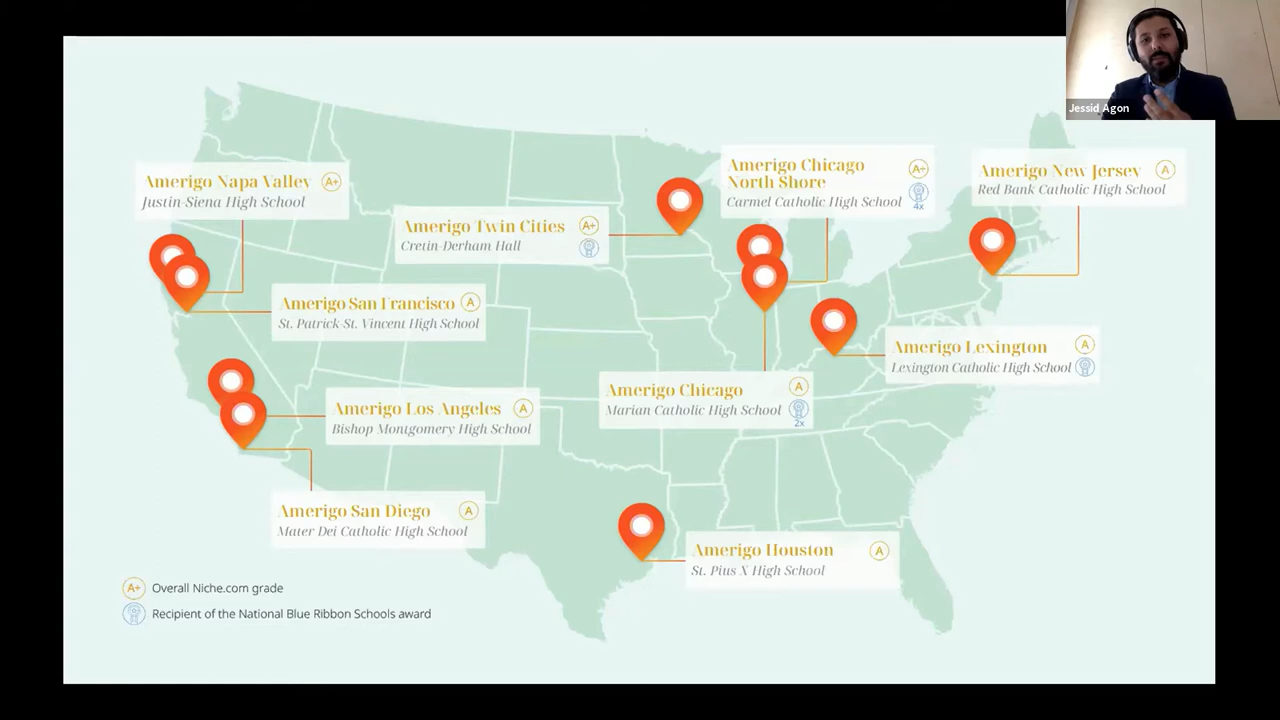 Jessid Agon
Amerigo Napa Valley A+
Justin-Siena High School
Amerigo Twin Cities A+
Cretin-Derham Hall
Amerigo Chicago
North Shore A+
Carmel Catholic High School 4x
Amerigo New Jersey A
Red Bank Catholic High School
Amerigo San Francisco A
St. Patrick-St. Vincent High School
Amerigo Lexington A
Lexington Catholic High School
Amerigo Chicago A
Marian Catholic High School
2x
Amerigo Los Angeles A
Bishop Montgomery High School
Amerigo San Diego A
Mater Dei Catholic High School
Amerigo Houston A
St. Pius X High School
A+ Overall Niche.com grade
Recipient of the National Blue Ribbon Schools award